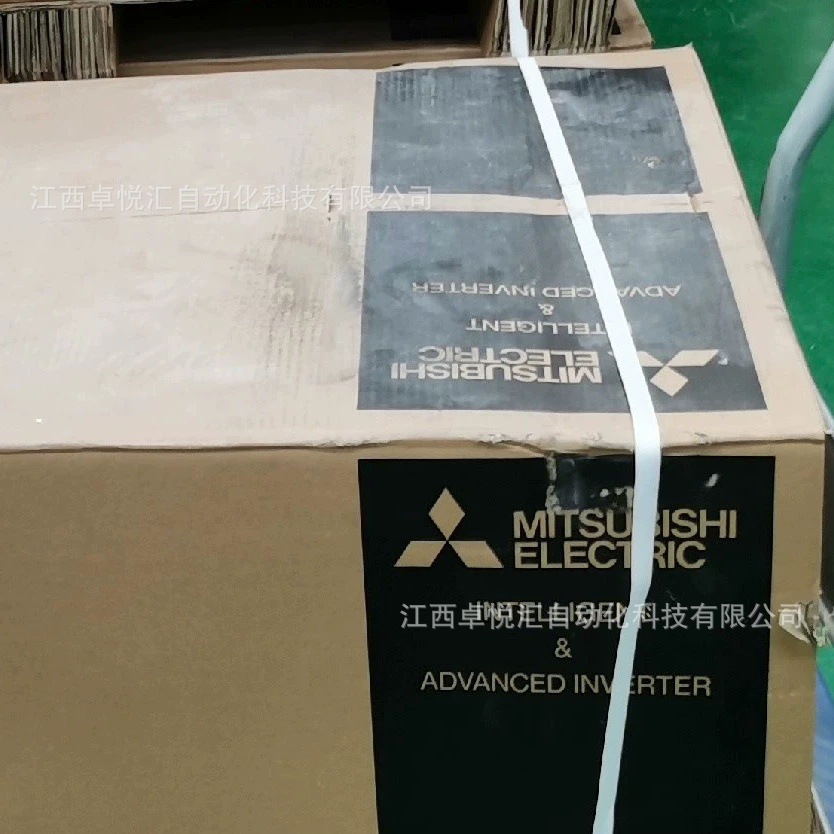 江西卓悦汇自动化科技有限公司
ADVANCED INVERTER
&
INTELLIGENT
MITSUBISHI
ELECTRIC
MITSUBISHI
ELECTRIC
INTELLIGEN
江西卓悦汇自动化科技有限公司
&
ADVANCED INVERTER